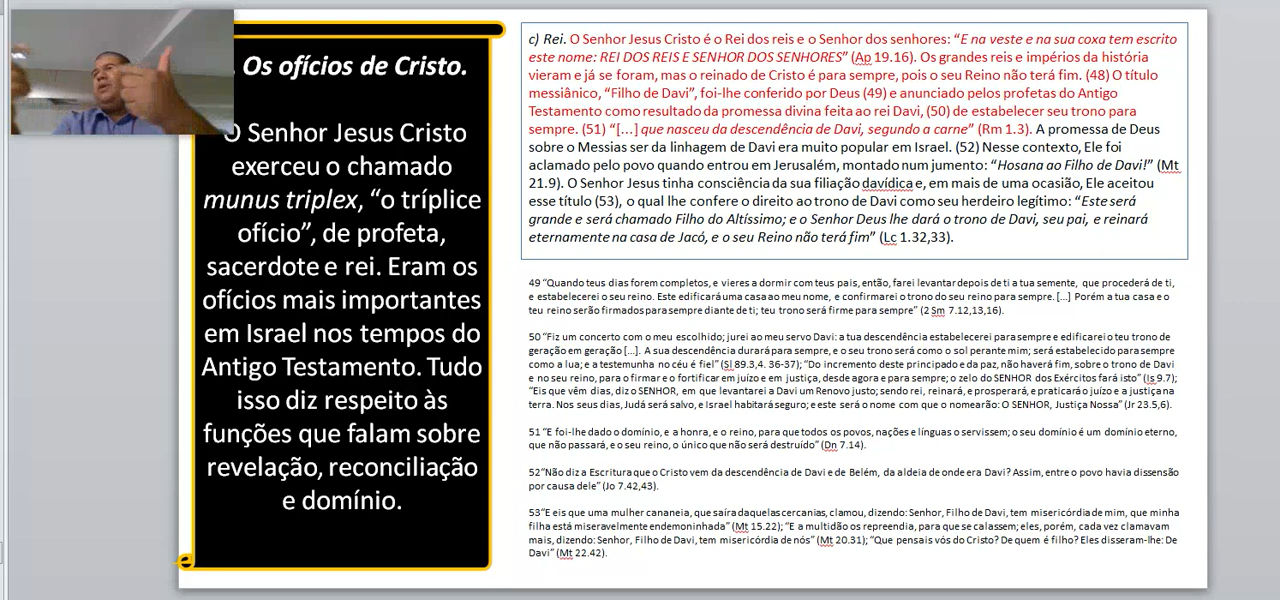 . Os ofícios de Cristo.
O Senhor Jesus Cristo
exerceu o chamado
munus triplex, “o tríplice
ofício”, de profeta,
sacerdote e rei. Eram os
ofícios mais importantes
em Israel nos tempos do
Antigo Testamento. Tudo
isso diz respeito às
funções que falam sobre
revelação, reconciliação
e domínio.
c) Rei. O Senhor Jesus Cristo é o Rei dos reis e o Senhor dos senhores: “E na veste e na sua coxa tem escrito
este nome: REI DOS REIS E SENHOR DOS SENHORES” (Ap 19.16). Os grandes reis e impérios da história
vieram e já se foram, mas o reinado de Cristo é para sempre, pois o seu Reino não terá fim. (48) O título
messiânico, “Filho de Davi”, foi-lhe conferido por Deus (49) e anunciado pelos profetas do Antigo
Testamento como resultado da promessa divina feita ao rei Davi, (50) de estabelecer seu trono para
sempre. (51) “[...] que nasceu da descendência de Davi, segundo a carne” (Rm 1.3). A promessa de Deus
sobre o Messias ser da linhagem de Davi era muito popular em Israel. (52) Nesse contexto, Ele foi
aclamado pelo povo quando entrou em Jerusalém, montado num jumento: “Hosana ao Filho de Davi!” (Mt
21.9). O Senhor Jesus tinha consciência da sua filiação davídica e, em mais de uma ocasião, Ele aceitou
esse título (53), o qual lhe confere o direito ao trono de Davi como seu herdeiro legítimo: “Este será
grande e será chamado Filho do Altíssimo; e o Senhor Deus lhe dará o trono de Davi, seu pai, e reinará
eternamente na casa de Jacó, e o seu Reino não terá fim” (Lc 1.32,33).
49 “Quando teus dias forem completos, e vieres a dormir com teus pais, então, farei levantar depois de ti a tua semente, que procederá de ti,
e estabelecerei o seu reino. Este edificará uma casa ao meu nome, e confirmarei o trono do seu reino para sempre. [...] Porém a tua casa e o
teu reino serão firmados para sempre diante de ti; teu trono será firme para sempre” (2 Sm 7.12,13,16).
50 “Fiz um concerto com o meu escolhido; jurei ao meu servo Davi: a tua descendência estabelecerei para sempre e edificarei o teu trono de
geração em geração [...]. A sua descendência durará para sempre, e o seu trono será como o sol perante mim; será estabelecido para sempre
como a lua; e a testemunha no céu é fiel” (Sl 89.3,4. 36-37); “Do incremento deste principado e da paz, não haverá fim, sobre o trono de Davi
e no seu reino, para o firmar e o fortificar em juízo e em justiça, desde agora e para sempre; o zelo do SENHOR dos Exércitos fará isto” (Is 9.7);
“Eis que vêm dias, diz o SENHOR, em que levantarei a Davi um Renovo justo; sendo rei, reinará, e prosperará, e praticará o juízo e a justiça na
terra. Nos seus dias, Judá será salvo, e Israel habitará seguro; e este será o nome com que o nomearão: O SENHOR, Justiça Nossa” (Jr 23.5,6).
51 “E foi-lhe dado o domínio, e a honra, e o reino, para que todos os povos, nações e línguas o servissem; o seu domínio é um domínio eterno,
que não passará, e o seu reino, o único que não será destruído” (Dn 7.14).
52“Não diz a Escritura que o Cristo vem da descendência de Davi e de Belém, da aldeia de onde era Davi? Assim, entre o povo havia dissensão
por causa dele” (Jo 7.42,43).
53“E eis que uma mulher cananeia, que saíra daquelas cercanias, clamou, dizendo: Senhor, Filho de Davi, tem misericórdia de mim, que minha
filha está miseravelmente endemoninhada” (Mt 15.22); “E a multidão os repreendia, para que se calassem; eles, porém, cada vez clamavam
mais, dizendo: Senhor, Filho de Davi, tem misericórdia de nós” (Mt 20.31); “Que pensais vós do Cristo? De quem é filho? Eles disseram-lhe: De
Davi” (Mt 22.42).